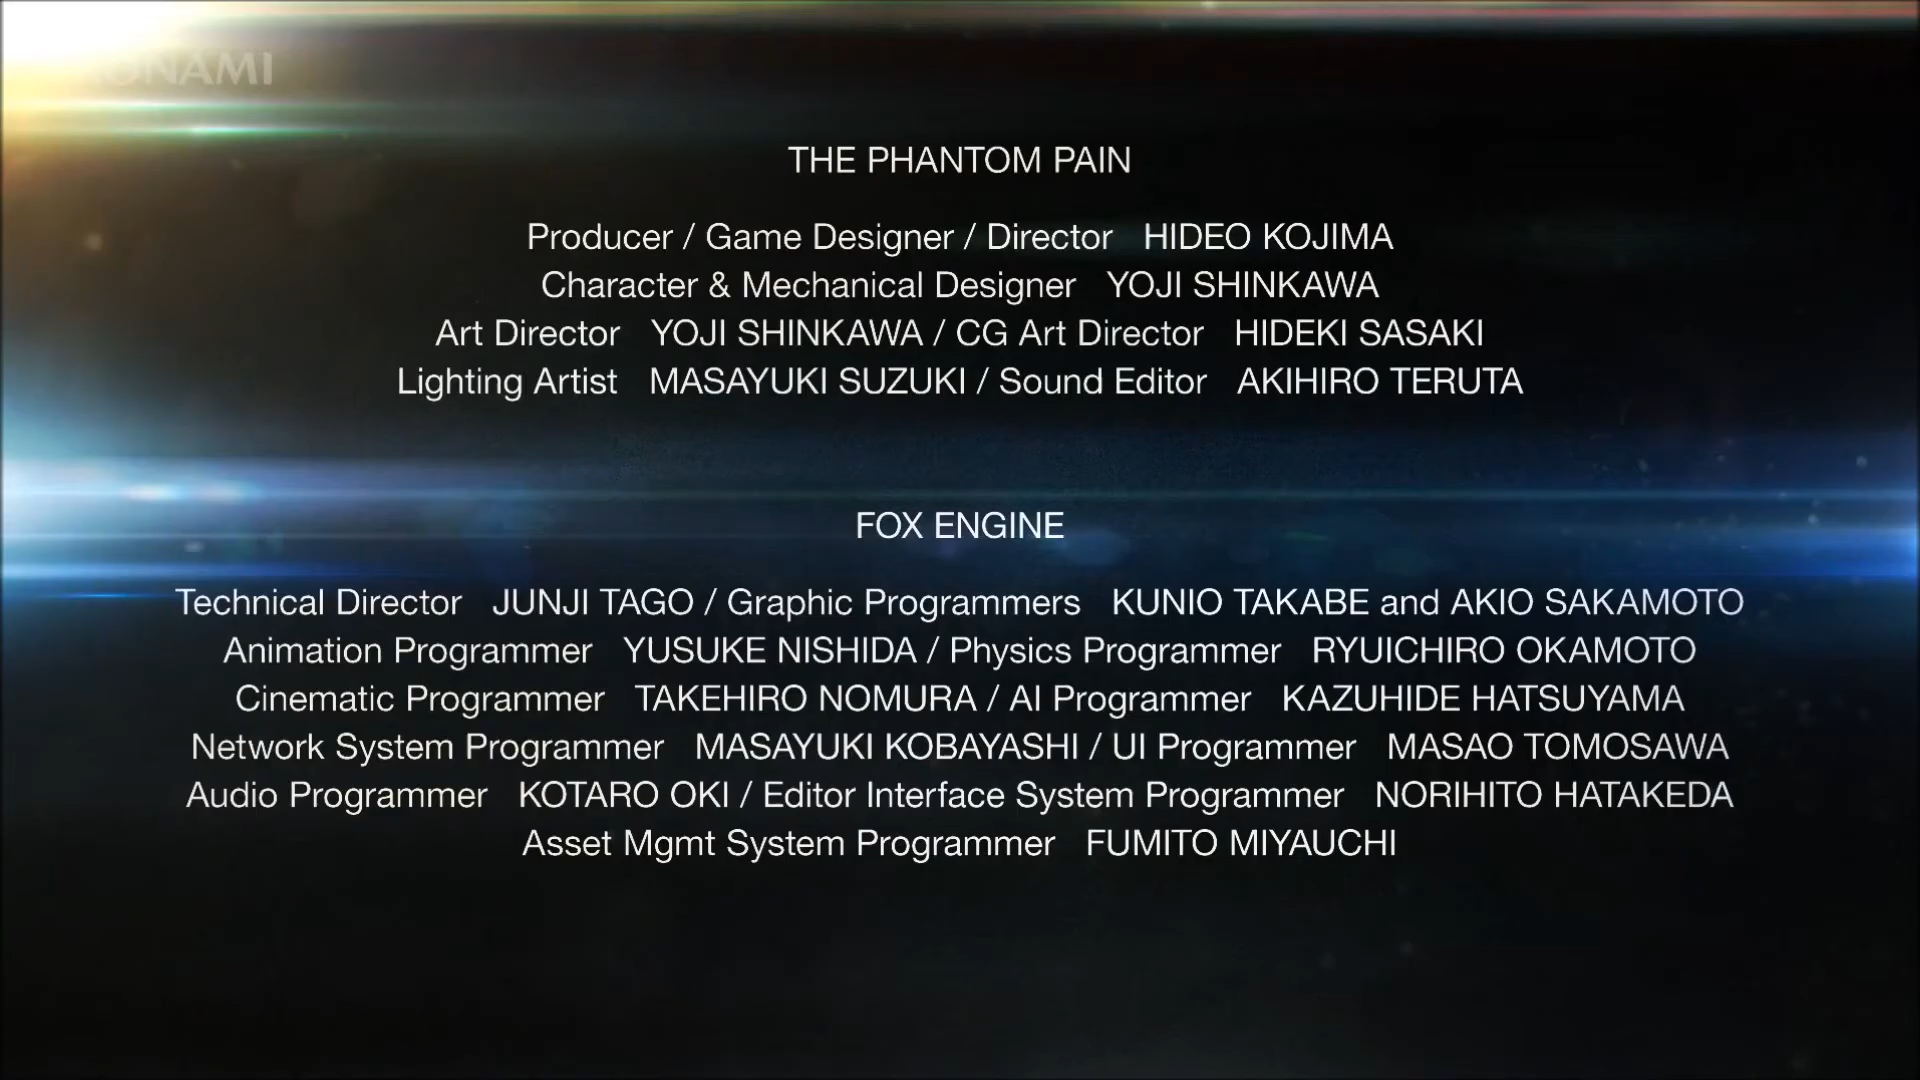 KONAMI
THE PHANTOM PAIN
Producer / Game Designer / Director HIDEO KOJIMA
Character & Mechanical Designer YOJI SHINKAWA
Art Director YOJI SHINKAWA / CG Art Director HIDEKI SASAKI
Lighting Artist MASAYUKI SUZUKI / Sound Editor AKIHIRO TERUTA
FOX ENGINE
Technical Director JUNJI TAGO / Graphic Programmers KUNIO TAKABE and AKIO SAKAMOTO
Animation Programmer YUSUKE NISHIDA / Physics Programmer RYUICHIRO OKAMOTO
Cinematic Programmer TAKEHIRO NOMURA / AI Programmer KAZUHIDE HATSUYAMA
Network System Programmer MASAYUKI KOBAYASHI / UI Programmer MASAO TOMOSAWA
Audio Programmer KOTARO OKI / Editor Interface System Programmer NORIHITO HATAKEDA
Asset Mgmt System Programmer FUMITO MIYAUCHI